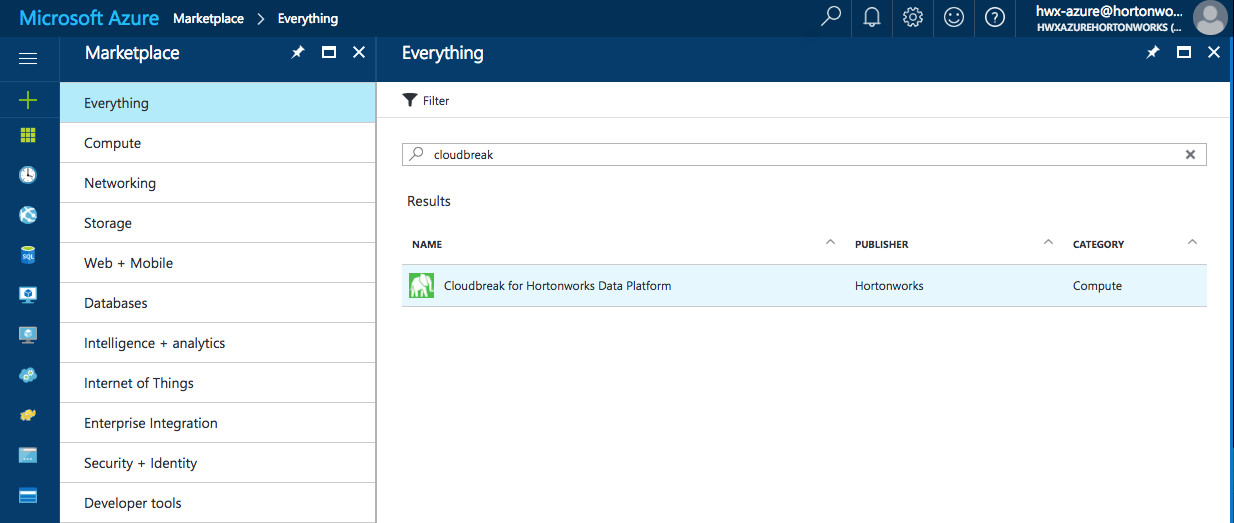 Microsoft Azure Marketplace > Everything
hwx-azure@hortonwo...
HWXAZUREHORTONWORKS (...
Marketplace
Everything
Everything
Compute
Networking
Storage
Web + Mobile
Databases
Intelligence + analytics
Internet of Things
Enterprise Integration
Security + Identity
Developer tools
Filter
cloudbreak
Results
NAME PUBLISHER CATEGORY
Cloudbreak for Hortonworks Data Platform Hortonworks Compute
SQL